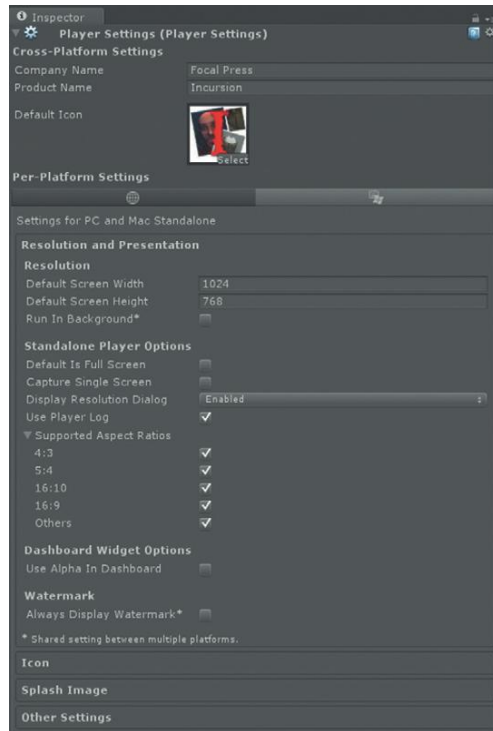 Inspector
Player Settings (Player Settings)
Cross-Platform Settings
Company Name Focal Press
Product Name Incursion
Default Icon
Select
Per-Platform Settings
Settings for PC and Mac Standalone
Resolution and Presentation
Resolution
Default Screen Width 1024
Default Screen Height 768
Run In Background*
Standalone Player Options
Default Is Full Screen
Capture Single Screen
Display Resolution Dialog Enabled
Use Player Log
Supported Aspect Ratios
4:3
5:4
16:10
16:9
Others
Dashboard Widget Options
Use Alpha In Dashboard
Watermark
Always Display Watermark*
* Shared setting between multiple platforms.
Icon
Splash Image
Other Settings